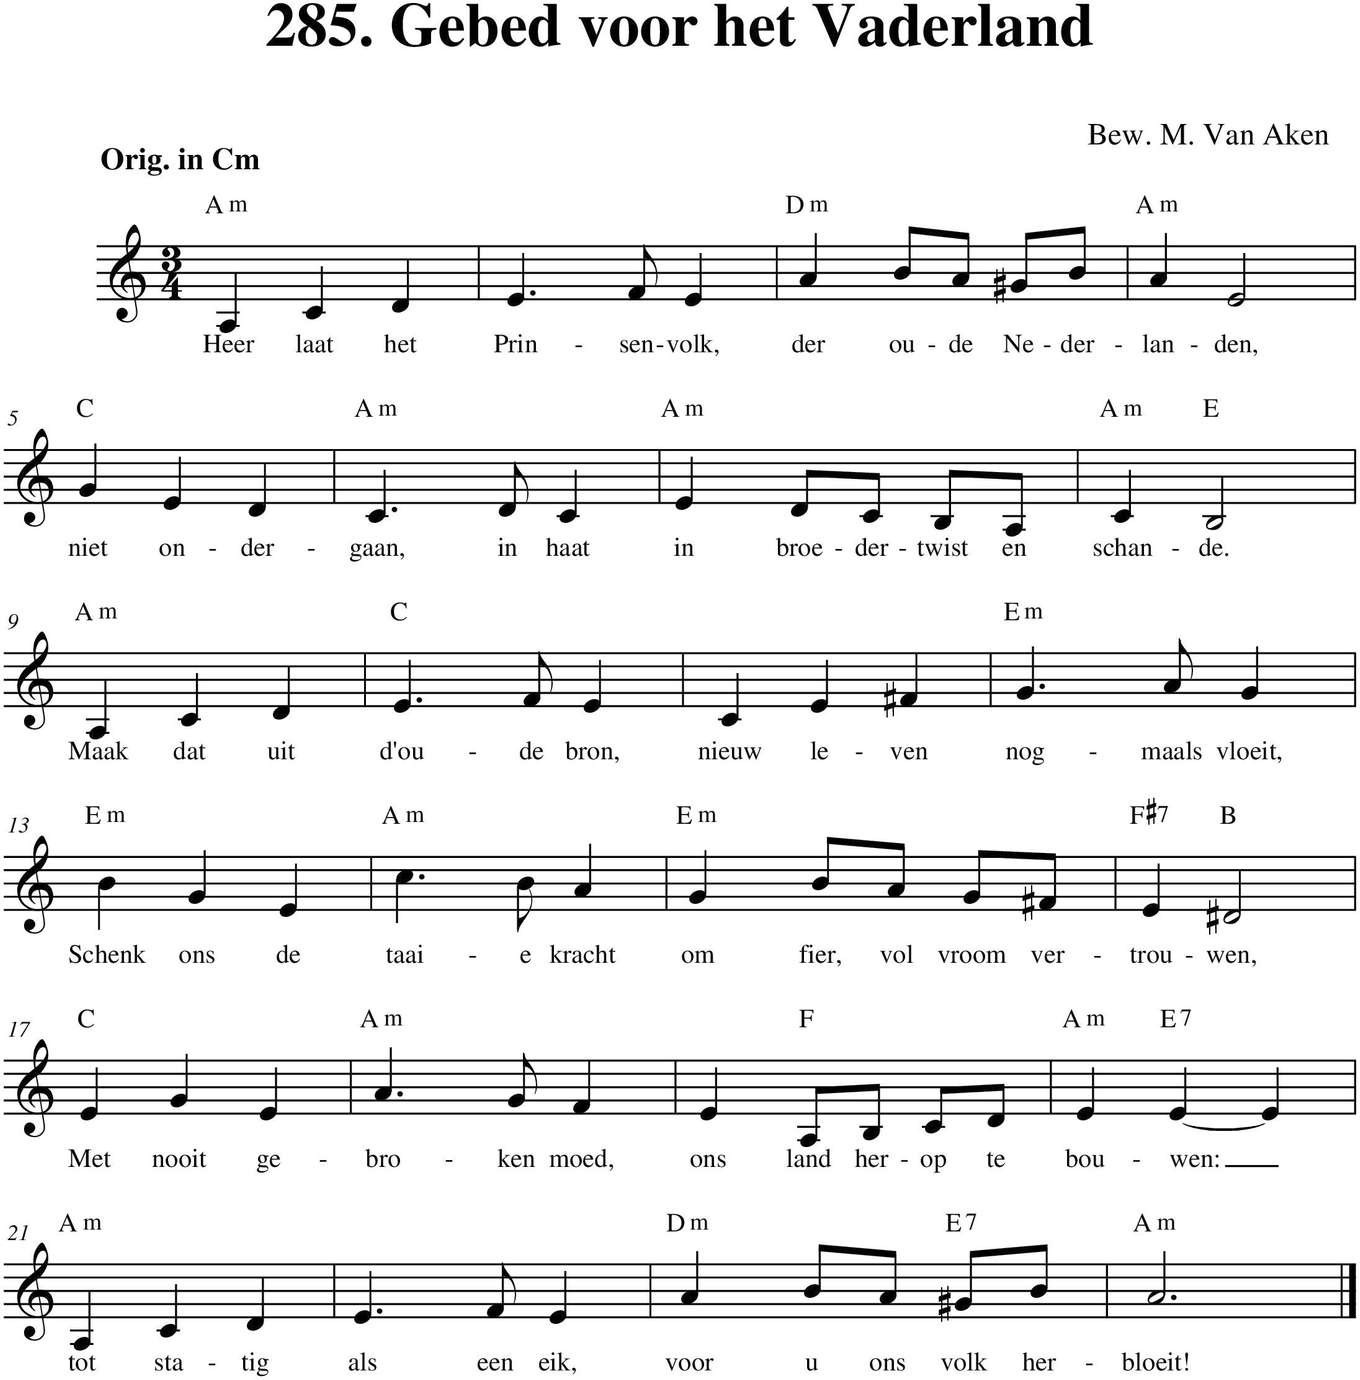 285. Gebed voor het Vaderland
Bew. M. Van Aken
Orig. in Cm
Am Dm Am
3
4
Heer laat het Prin - sen-volk, der ou - de Ne - der - lan - den,
5
C Am Am Am E
niet on - der - gaan, in haat in broe - der - twist en schan - de.
9
Am C Em
Maak dat uit d'ou - de bron, nieuw le - ven nog - maals vloeit,
13
Em Am Em F#7 B
Schenk ons de taai - e kracht om fier, vol vroom ver - trou - wen,
17
C Am F Am E7
Met nooit ge - bro - ken moed, ons land her - op te bou - wen:
21
Am Dm E7 Am
tot sta - tig als een eik, voor u ons volk her - bloeit!